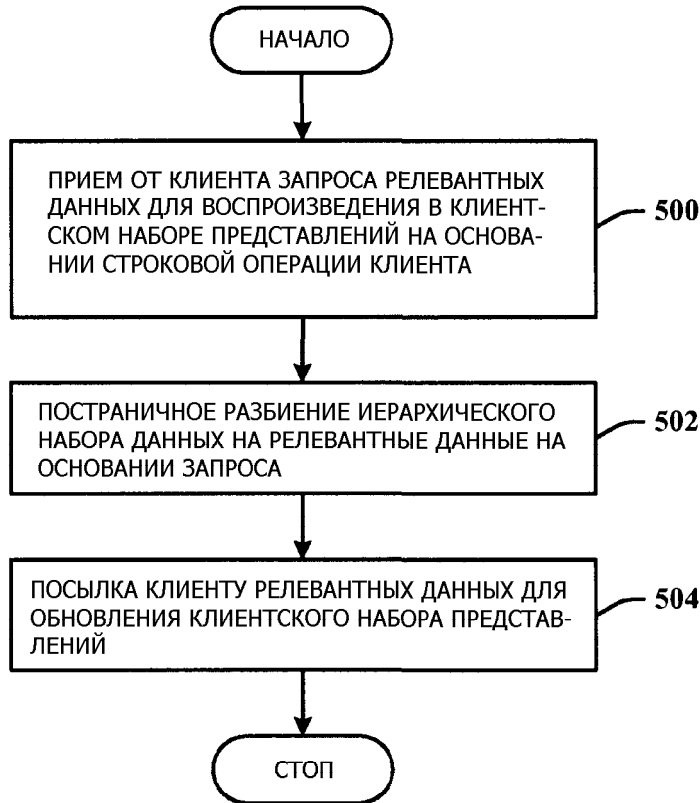 НАЧАЛО
ПРИЕМ ОТ КЛИЕНТА ЗАПРОСА РЕЛЕВАНТНЫХ
ДАННЫХ ДЛЯ ВОСПРОИЗВЕДЕНИЯ В КЛИЕНТ-
СКОМ НАБОРЕ ПРЕДСТАВЛЕНИЙ НА ОСНОВА-
НИИ СТРОКОВОЙ ОПЕРАЦИИ КЛИЕНТА
500
ПОСТРАНИЧНОЕ РАЗБИЕНИЕ ИЕРАРХИЧЕСКОГО
НАБОРА ДАННЫХ НА РЕЛЕВАНТНЫЕ ДАННЫЕ НА
ОСНОВАНИИ ЗАПРОСА
502
ПОСЫЛКА КЛИЕНТУ РЕЛЕВАНТНЫХ ДАННЫХ ДЛЯ
ОБНОВЛЕНИЯ КЛИЕНТСКОГО НАБОРА ПРЕДСТАВ-
ЛЕНИЙ
504
СТОП